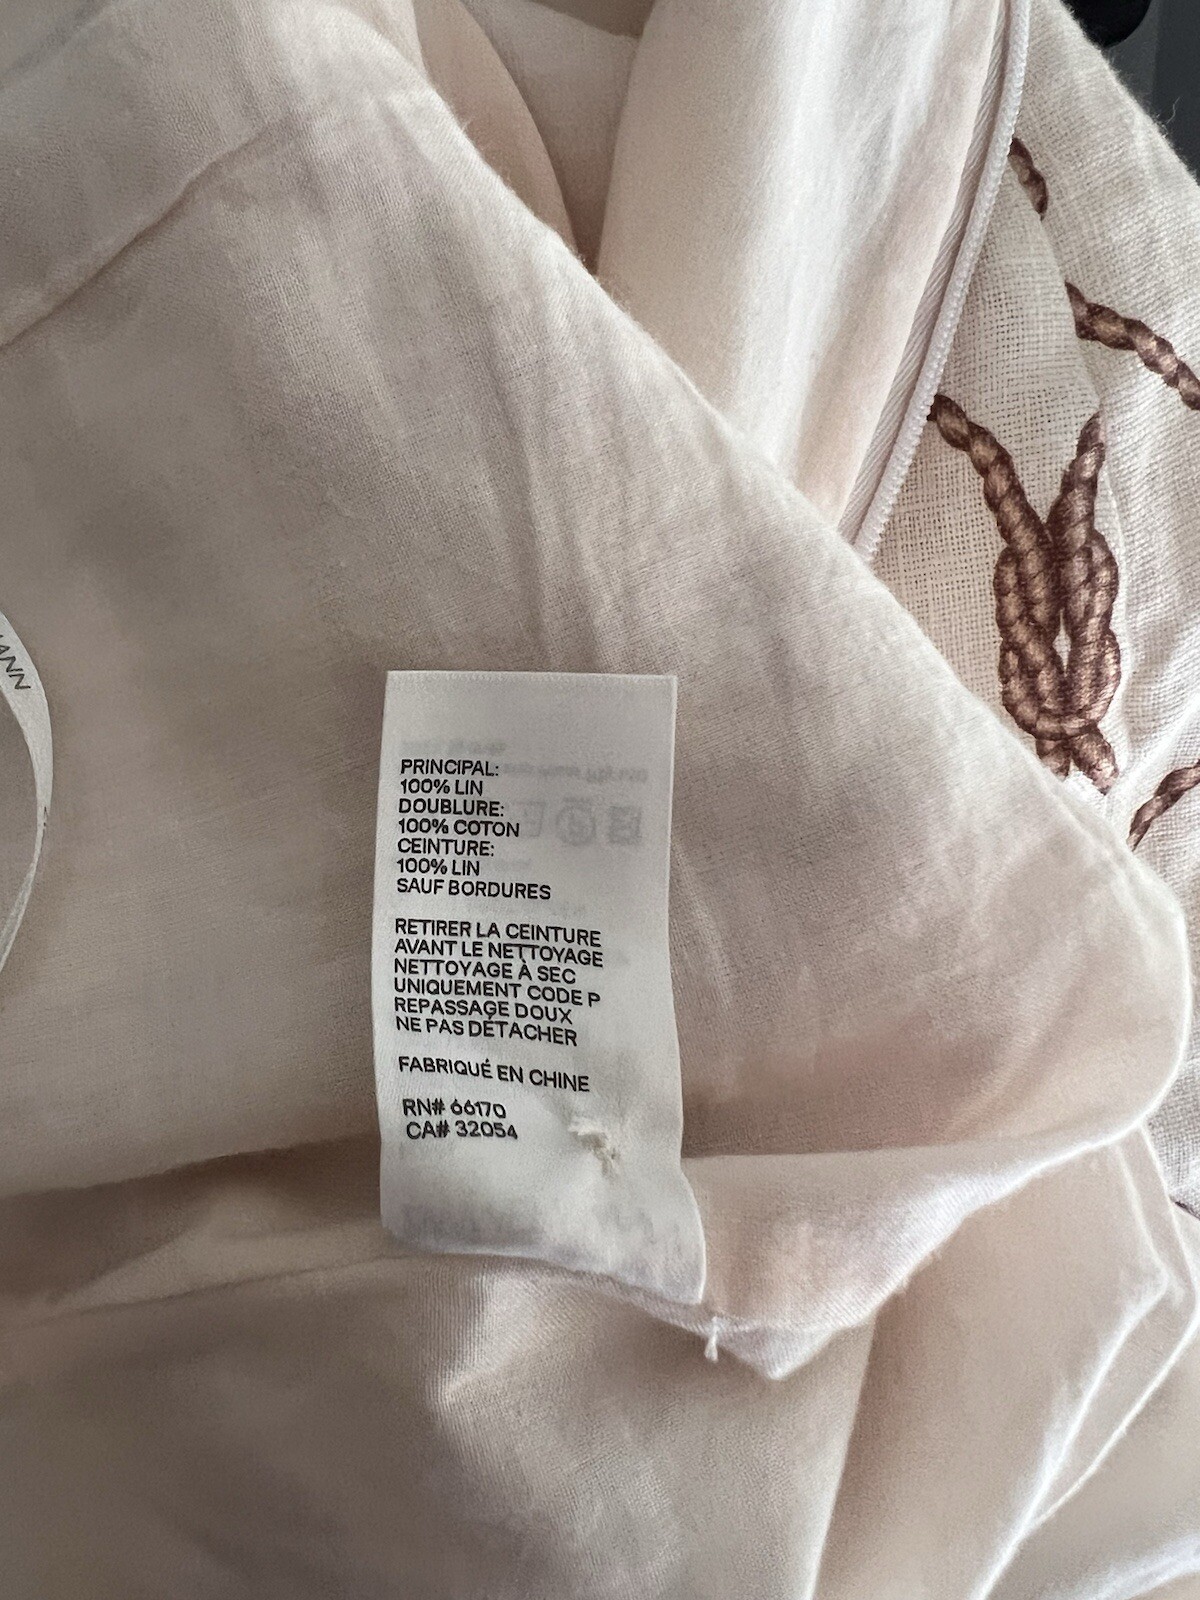 PRINCIPAL:
100% LIN
DOUBLURE:
100% COTON
CEINTURE:
100% LIN
SAUF BORDURES
RETIRER LA CEINTURE
AVANT LE NETTOYAGE
NETTOYAGE À SEC
UNIQUEMENT CODE P
REPASSAGE DOUX
NE PAS DÉTACHER
FABRIQUÉ EN CHINE
RN# 66170
CA# 32054